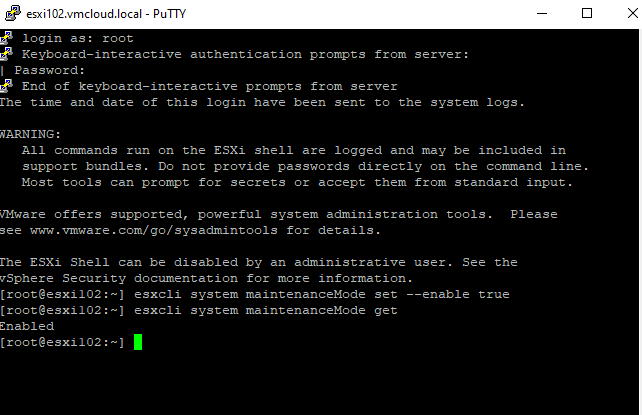 esxi102.vmcloud.local - PuTTY
login as: root
Keyboard-interactive authentication prompts from server:
| Password:
End of keyboard-interactive prompts from server
The time and date of this login have been sent to the system logs.
WARNING:
All commands run on the ESXi shell are logged and may be included in
support bundles. Do not provide passwords directly on the command line.
Most tools can prompt for secrets or accept them from standard input.
VMware offers supported, powerful system administration tools.  Please
see www.vmware.com/go/sysadmintools for details.
The ESXi Shell can be disabled by an administrative user. See the
vSphere Security documentation for more information.
[root@esxi102:~] esxcli system maintenanceMode set --enable true
[root@esxi102:~] esxcli system maintenanceMode get
Enabled
[root@esxi102:~]